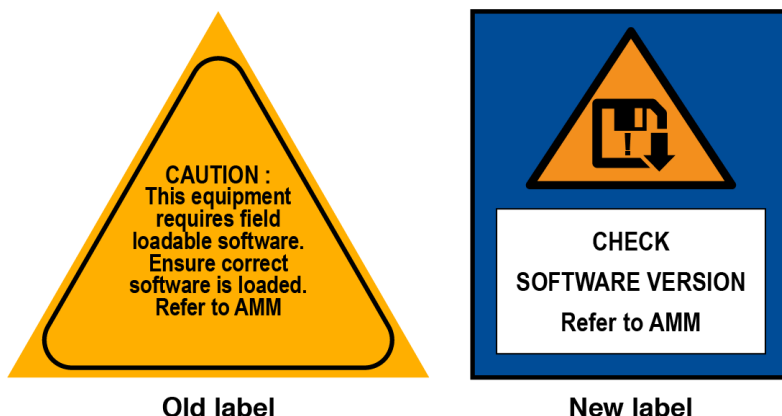 CAUTION :
This equipment
requires field
loadable software.
Ensure correct
software is loaded.
Refer to AMM
Old label
!
CHECK
SOFTWARE VERSION
Refer to AMM
New label